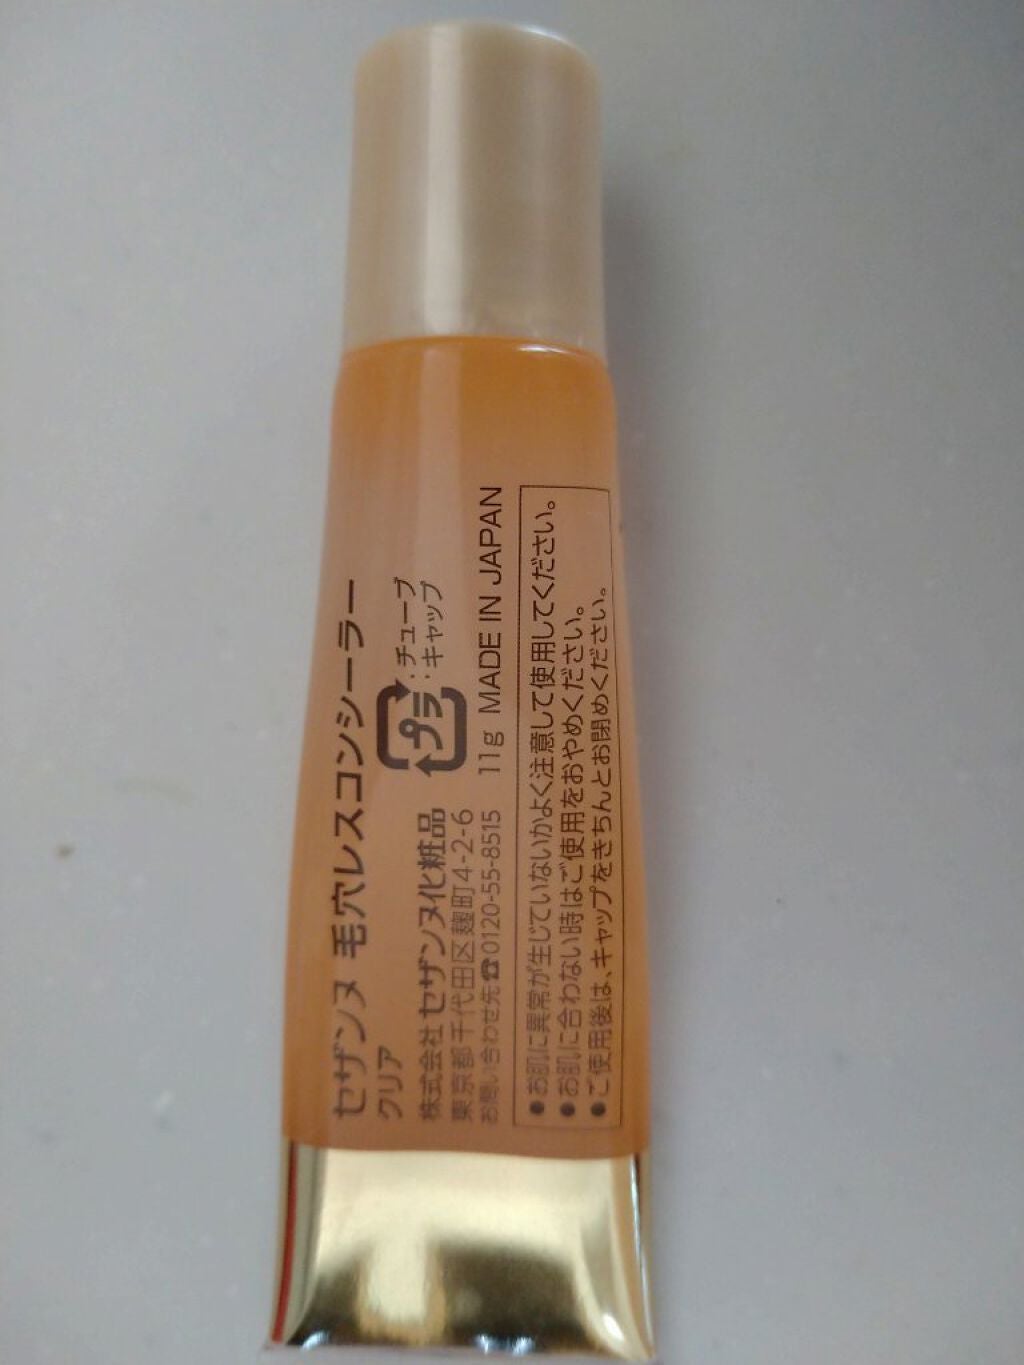 セザンヌ 毛穴レスコンシーラー
クリア
プラ
:チューブ
キャップ
株式会社 セザンヌ化粧品
東京都千代田区麹町4-2-6
お問い合わせ先☎0120-55-8515
11g MADE IN JAPAN
●お肌に異常が生じていないかよく注意して使用してください。
●お肌に合わない時はご使用をおやめください。
●ご使用後は、キャップをきちんとお閉めください。